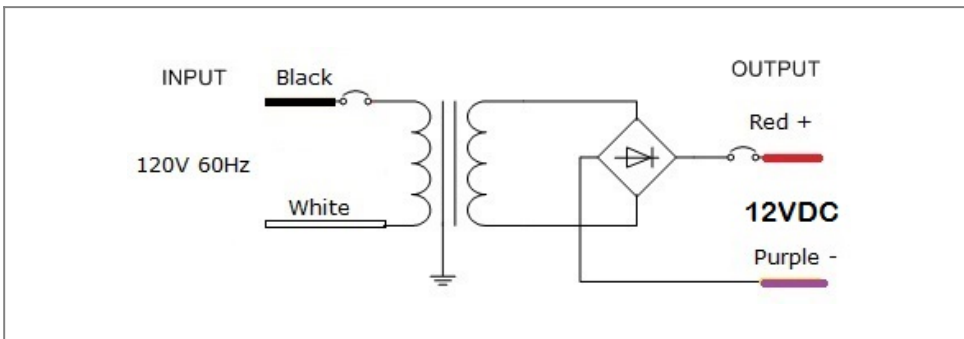 INPUT
Black
120V 60Hz
White
OUTPUT
Red +
12VDC
Purple -